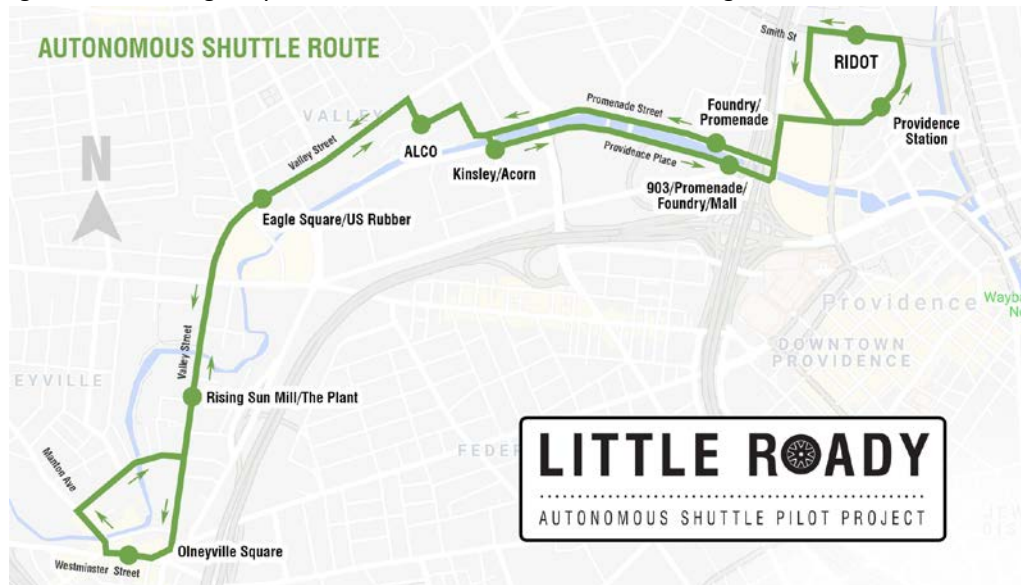 AUTONOMOUS SHUTTLE ROUTE
Smith St
RIDOT
Providence
Station
VALLEY
Promenade Street
Foundry/
Promenade
Valley Street
ALCO
Kinsley/Acorn
Providence Place
903/Promenade/
Foundry/Mall
N
Eagle Square/US Rubber
Providence
DOWNTOWN
PROVIDENCE
Valley Street
EYVILLE
Rising Sun Mill/The Plant
Manton Ave
FEDER
LITTLE ROADY
AUTONOMOUS SHUTTLE PILOT PROJECT
Olneyville Square
Westminster Street